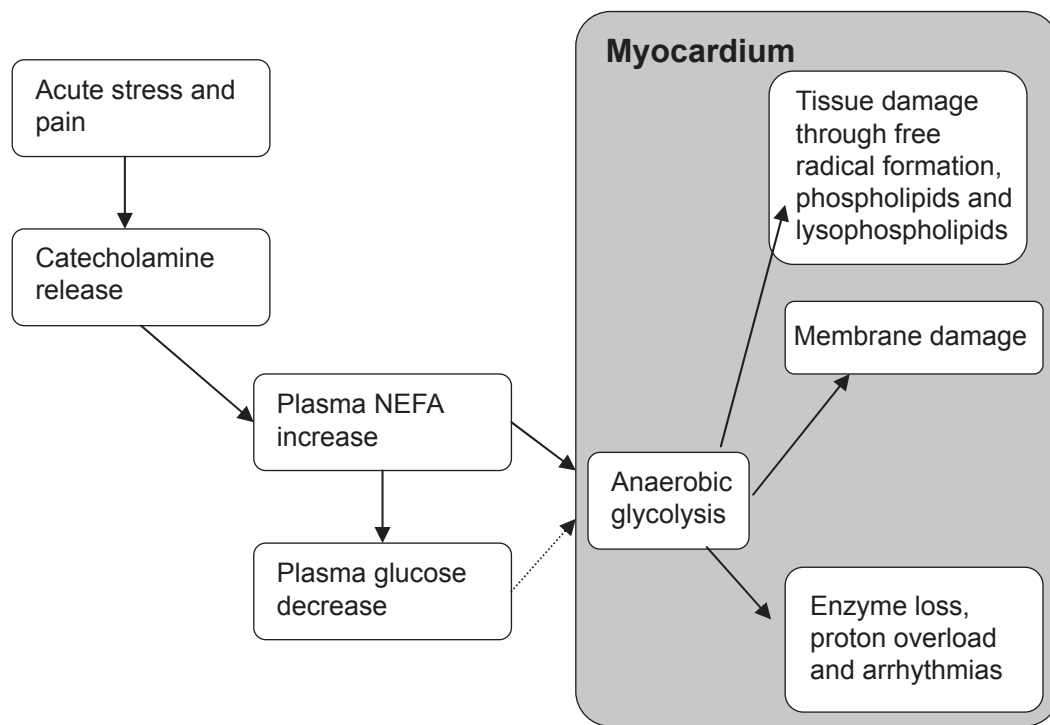 Acute stress and
pain
Catecholamine
release
Plasma NEFA
increase
Plasma glucose
decrease
Myocardium
Anaerobic
glycolysis
Tissue damage
through free
radical formation,
phospholipids and
lysophospholipids
Membrane damage
Enzyme loss,
proton overload
and arrhythmias